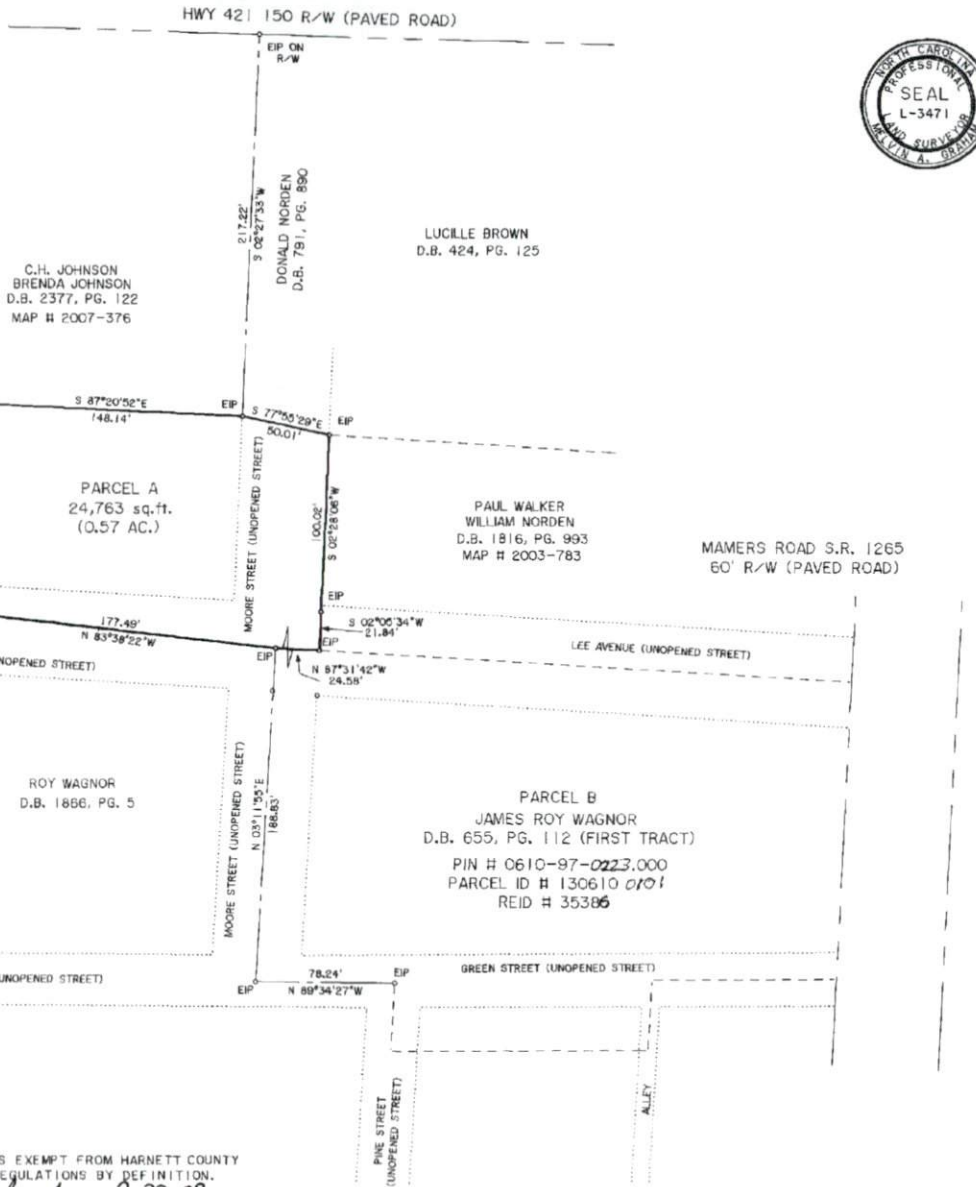 HWY 421 150 R/W (PAVED ROAD)
EIP ON
R/W
NORTH CAROLINA
PROFESSIONAL
SEAL
L-3471
LAND SURVEYOR
MELVIN A. GRAHAM
217.22'
S 02°27'33"W
DONALD NORDEN
D.B. 791, PG. 890
LUCILLE BROWN
D.B. 424, PG. 125
C.H. JOHNSON
BRENDA JOHNSON
D.B. 2377, PG. 122
MAP # 2007-376
S 87°20'52"E
148.14'
EIP
S 77°55'29"E
50.01'
EIP
PARCEL A
24,763 sq.ft.
(0.57 AC.)
MOORE STREET (UNOPENED STREET)
100.02'
S 02°28'06"W
PAUL WALKER
WILLIAM NORDEN
D.B. 1816, PG. 993
MAP # 2003-783
MAMERS ROAD S.R. 1265
60' R/W (PAVED ROAD)
EIP
S 02°06'34"W
21.84'
177.49'
N 83°38'22"W
EIP
EIP
N 87°31'42"W
24.58'
LEE AVENUE (UNOPENED STREET)
NOPENED STREET)
ROY WAGNOR
D.B. 1866, PG. 5
MOORE STREET (UNOPENED STREET)
N 03°11'55"E
188.83'
PARCEL B
JAMES ROY WAGNOR
D.B. 655, PG. 112 (FIRST TRACT)
PIN # 0610-97-0223.000
PARCEL ID # 130610 0101
REID # 35386
UNOPENED STREET)
EIP
78.24'
N 89°34'27"W
EIP
GREEN STREET (UNOPENED STREET)
PINE STREET
(UNOPENED STREET)
ALLEY
S EXEMPT FROM HARNETT COUNTY
EGULATIONS BY DEFINITION.